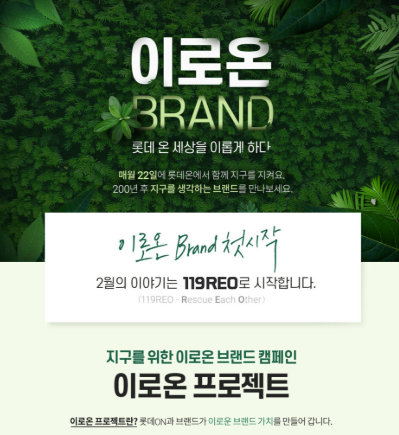 이로온
BRAND
롯데 온 세상을 이롭게 하다
매월 22일에 롯데온에서 함께 지구를 지켜요.
200년 후 지구를 생각하는 브랜드를 만나보세요.
이로온 Brand 첫 시작
2월의 이야기는 119REO로 시작합니다.
(119REO - Rescue Each Other)
지구를 위한 이로온 브랜드 캠페인
이로온 프로젝트
이로온 프로젝트란? 롯데ON과 브랜드가 이로운 브랜드 가치를 만들어 갑니다.